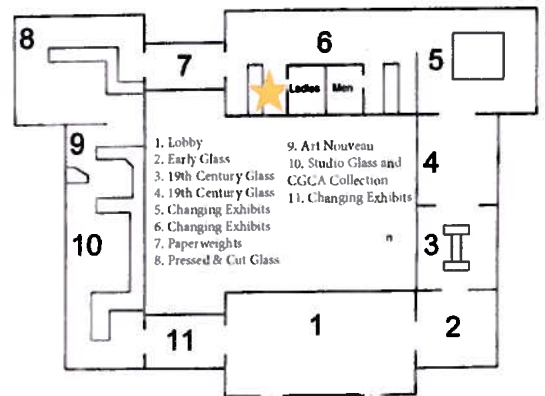 8
6
7
5
Ladies Men
9
1. Lobby
2. Early Glass
3. 19th Century Glass
4. 19th Century Glass
5. Changing Exhibits
6. Changing Exhibits
7. Paperweights
8. Pressed & Cut Glass
9. Art Nouveau
10. Studio Glass and
CGCA Collection
11. Changing Exhibits
4
10
3
n
1
2
11